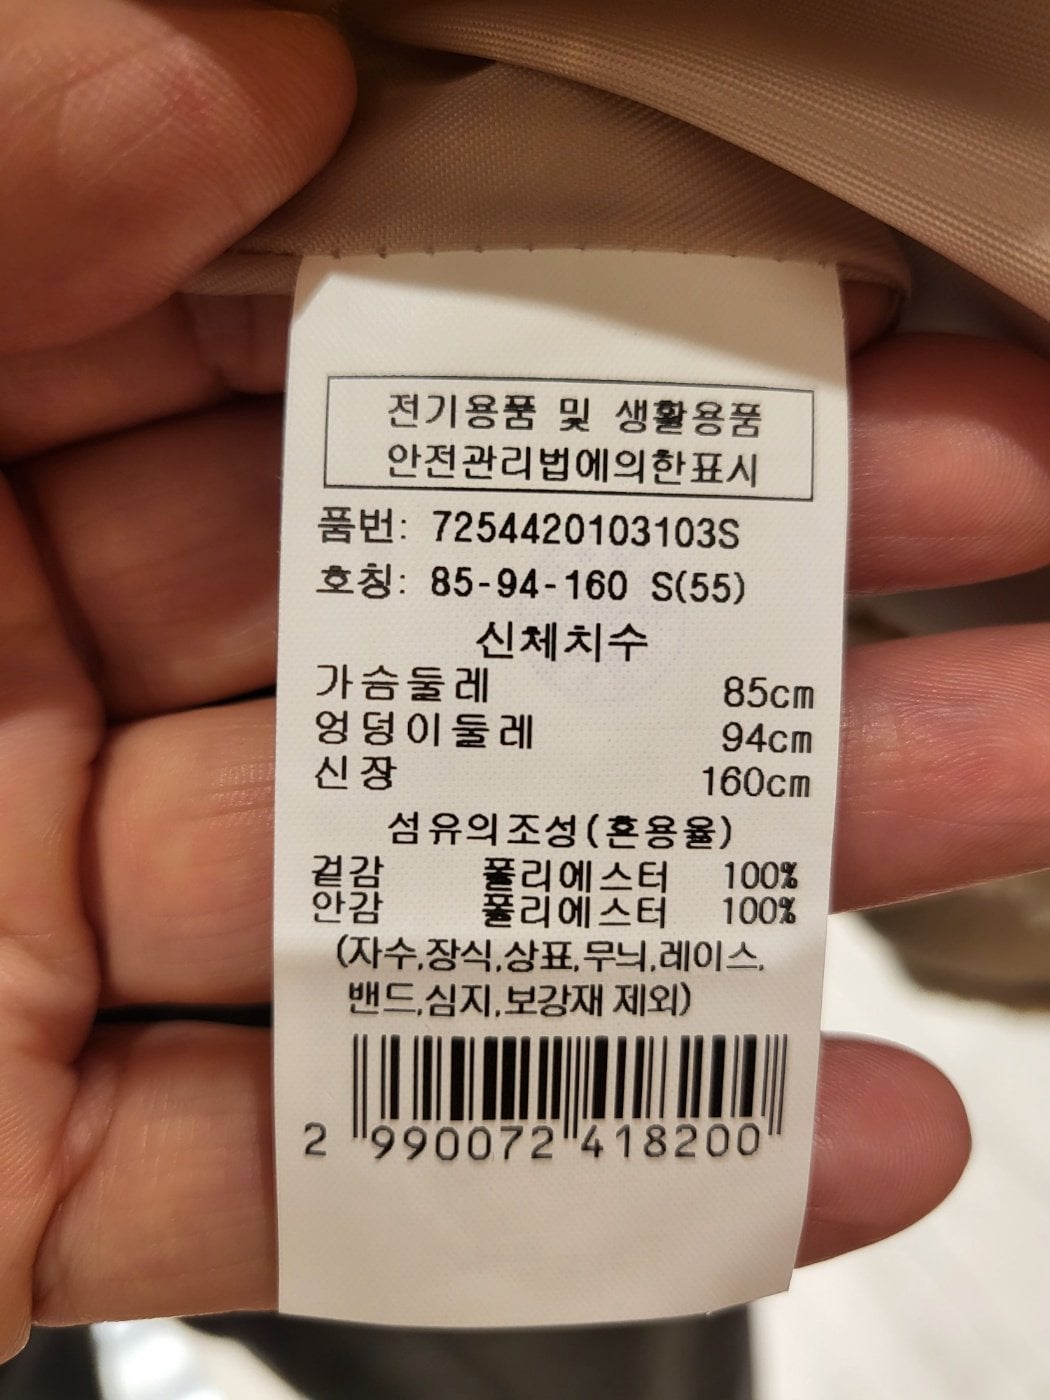 전기용품 및 생활용품
안전관리법에의한표시
품번: 7254420103103S
호칭: 85-94-160 S(55)
신체치수
가슴둘레 85cm
엉덩이둘레 94cm
신장 160cm
섬유의조성(혼용율)
겉감 폴리에스터 100%
안감 폴리에스터 100%
(자수,장식,상표,무늬,레이스,
밴드,심지,보강재 제외)
2 990072 418200